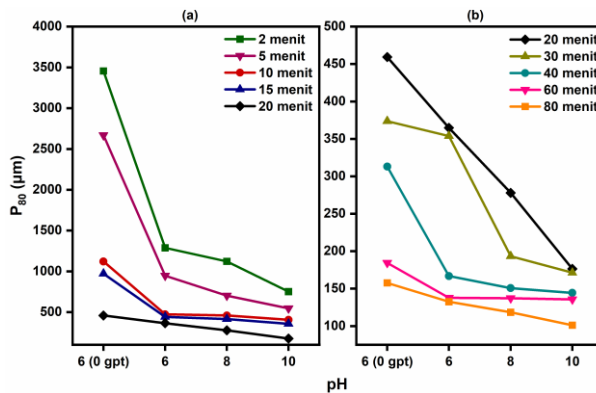 (a)
(b)
2 menit
5 menit
10 menit
15 menit
20 menit
20 menit
30 menit
40 menit
60 menit
80 menit
P80 (μm)
4000
3500
3000
2500
2000
1500
1000
500
450
400
350
300
250
200
150
100
6 (0 gpt) 6 8 10
6 (0 gpt) 6 8 10
pH